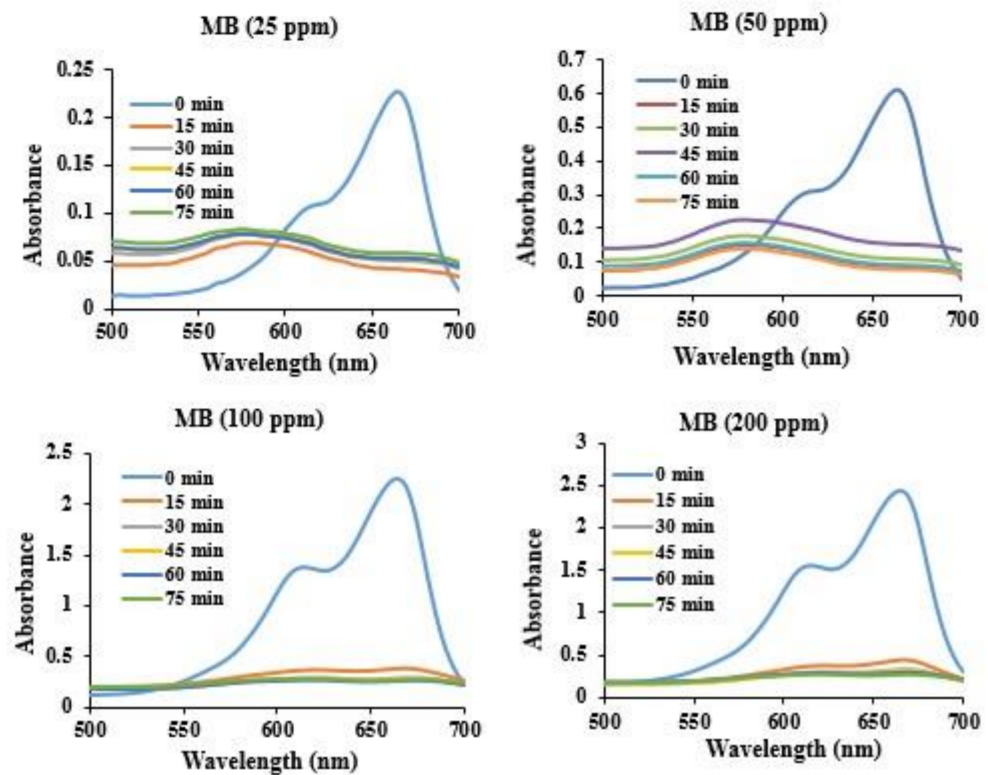 MB (25 ppm)
0.25
0.2
0.15
0.1
0.05
0
Absorbance
0 min
15 min
30 min
45 min
60 min
75 min
500
550
600
650
700
Wavelength (nm)
MB (50 ppm)
0.7
0.6
0.5
0.4
0.3
0.2
0.1
0
Absorbance
0 min
15 min
30 min
45 min
60 min
75 min
500
550
600
650
700
Wavelength (nm)
MB (100 ppm)
2.5
2
1.5
1
0.5
0
Absorbance
0 min
15 min
30 min
45 min
60 min
75 min
500
550
600
650
700
Wavelength (nm)
MB (200 ppm)
3
2.5
2
1.5
1
0.5
0
Absorbance
0 min
15 min
30 min
45 min
60 min
75 min
500
550
600
650
700
Wavelength (nm)